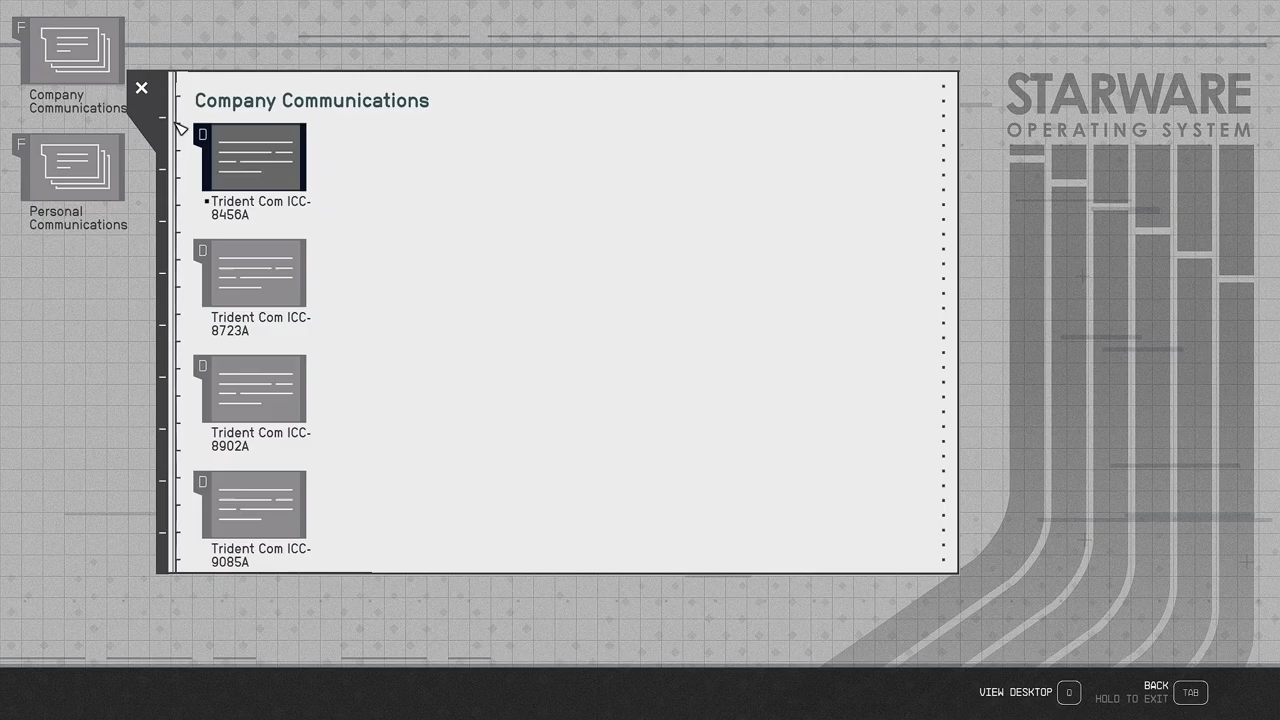 F
Company
Communications
F
Personal
Communications
Company Communications
D
Trident Com ICC-
8456A
D
Trident Com ICC-
8723A
D
Trident Com ICC-
8902A
D
Trident Com ICC-
9085A
STARWARE
OPERATING SYSTEM
VIEW DESKTOP Q
BACK
HOLD TO EXIT TAB